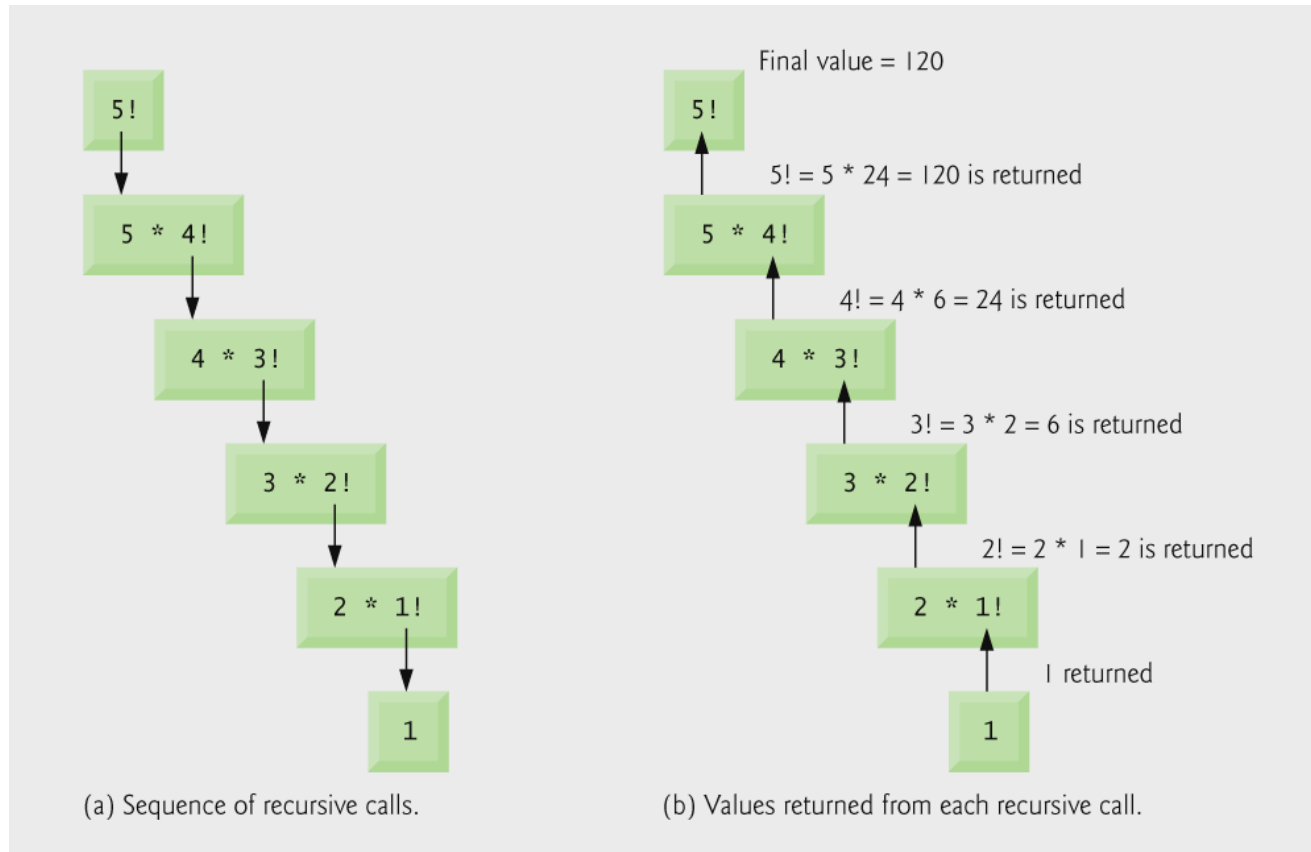 5!
5 * 4!
4 * 3!
3 * 2!
2 * 1!
1
(a) Sequence of recursive calls.
Final value = 120
5!
5! = 5 * 24 = 120 is returned
5 * 4!
4! = 4 * 6 = 24 is returned
4 * 3!
3! = 3 * 2 = 6 is returned
3 * 2!
2! = 2 * 1 = 2 is returned
2 * 1!
1 returned
1
(b) Values returned from each recursive call.